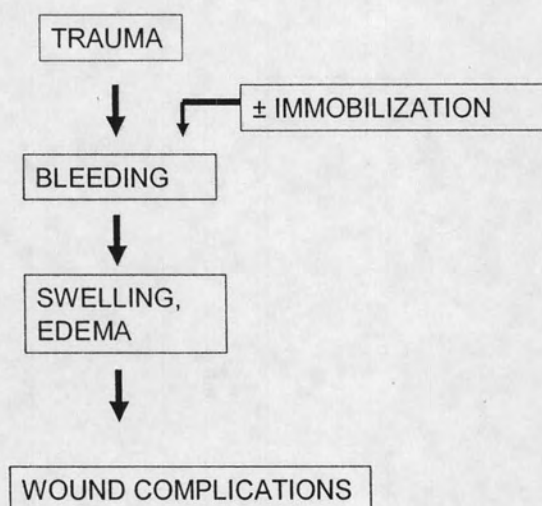 TRAUMA
± IMMOBILIZATION
BLEEDING
SWELLING,
EDEMA
WOUND COMPLICATIONS